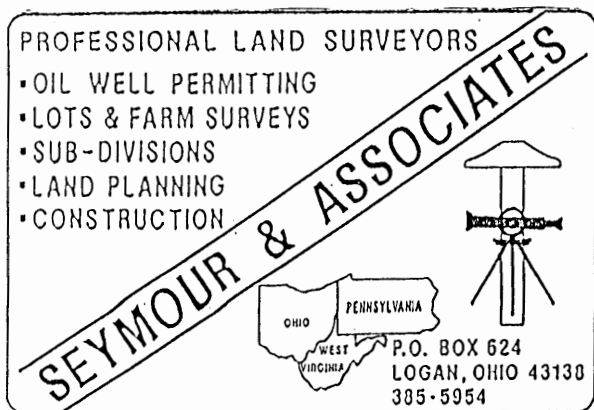 PROFESSIONAL LAND SURVEYORS
▪OIL WELL PERMITTING
▪LOTS & FARM SURVEYS
▪SUB-DIVISIONS
▪LAND PLANNING
▪CONSTRUCTION
SEYMOUR & ASSOCIATES
OHIO
PENNSYLVANIA
WEST
VIRGINIA
P.O. BOX 624
LOGAN, OHIO 43138
385-5954